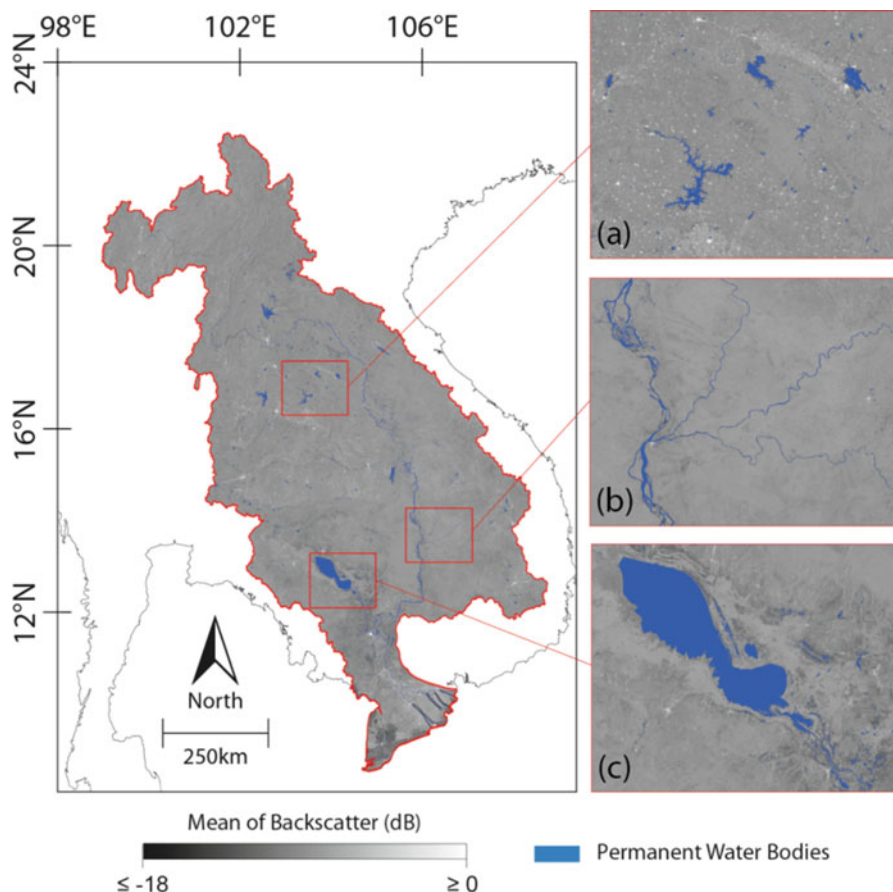 98°E 102°E 106°E
24°N
20°N
16°N
12°N
(a)
(b)
(c)
North
250km
Mean of Backscatter (dB)
≤ -18 ≥ 0
Permanent Water Bodies